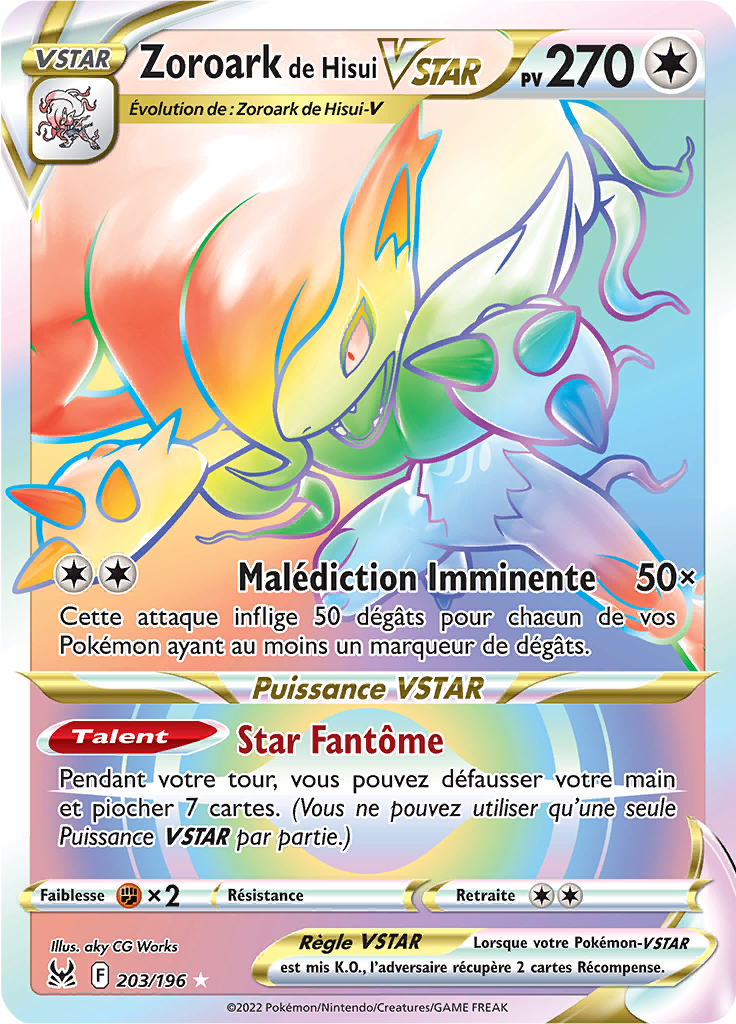 VSTAR
Zoroark de Hisui VSTAR PV 270
Évolution de : Zoroark de Hisui-V
Malédiction Imminente 50×
Cette attaque inflige 50 dégâts pour chacun de vos
Pokémon ayant au moins un marqueur de dégâts.
Puissance VSTAR
Talent Star Fantôme
Pendant votre tour, vous pouvez défausser votre main
et piocher 7 cartes. (Vous ne pouvez utiliser qu'une seule
Puissance VSTAR par partie.)
Faiblesse ×2 Résistance Retraite
Illus. aky CG Works
Règle VSTAR Lorsque votre Pokémon-VSTAR
est mis K.O., l'adversaire récupère 2 cartes Récompense.
F 203/196
©2022 Pokémon/Nintendo/Creatures/GAME FREAK